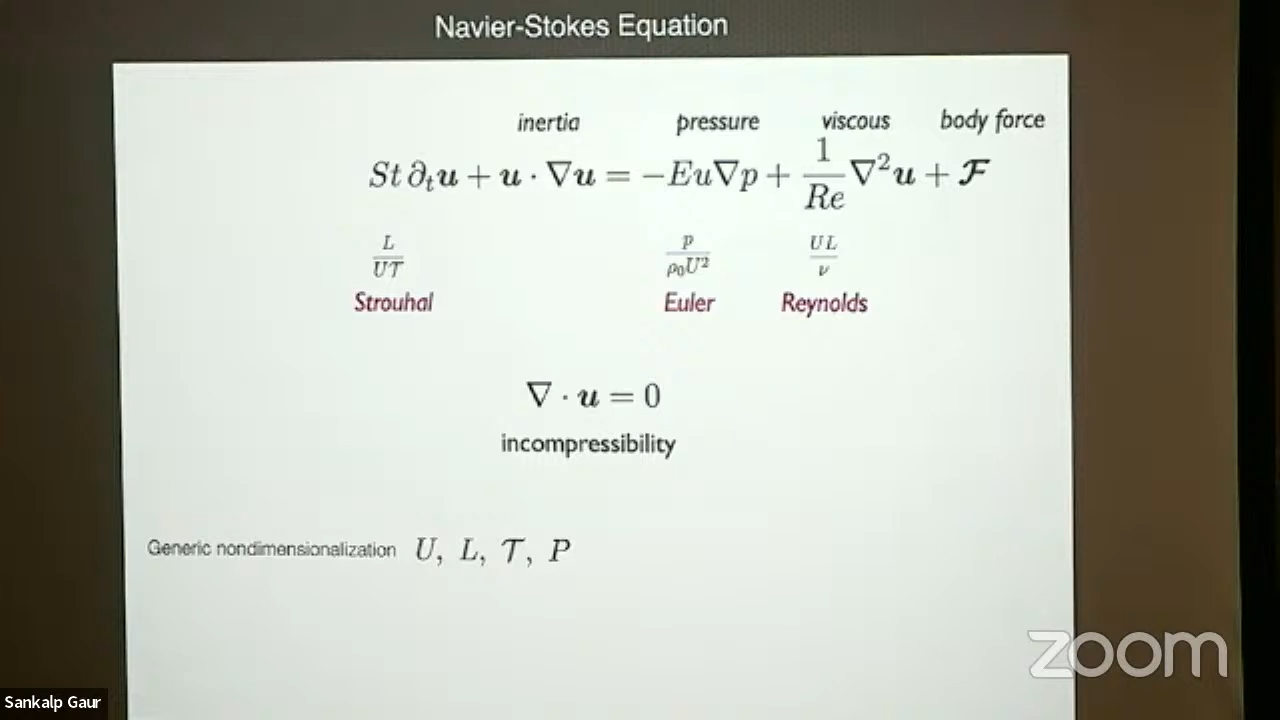 Navier-Stokes Equation
inertia pressure viscous body force
St ∂ₜu + u · ∇u = −Eu∇p + 1/Re ∇²u + 𝓕
L/U𝒯 p/ρ₀U² UL/ν
Strouhal Euler Reynolds
∇ · u = 0
incompressibility
Generic nondimensionalization U, L, 𝒯, P
zoom
Sankalp Gaur